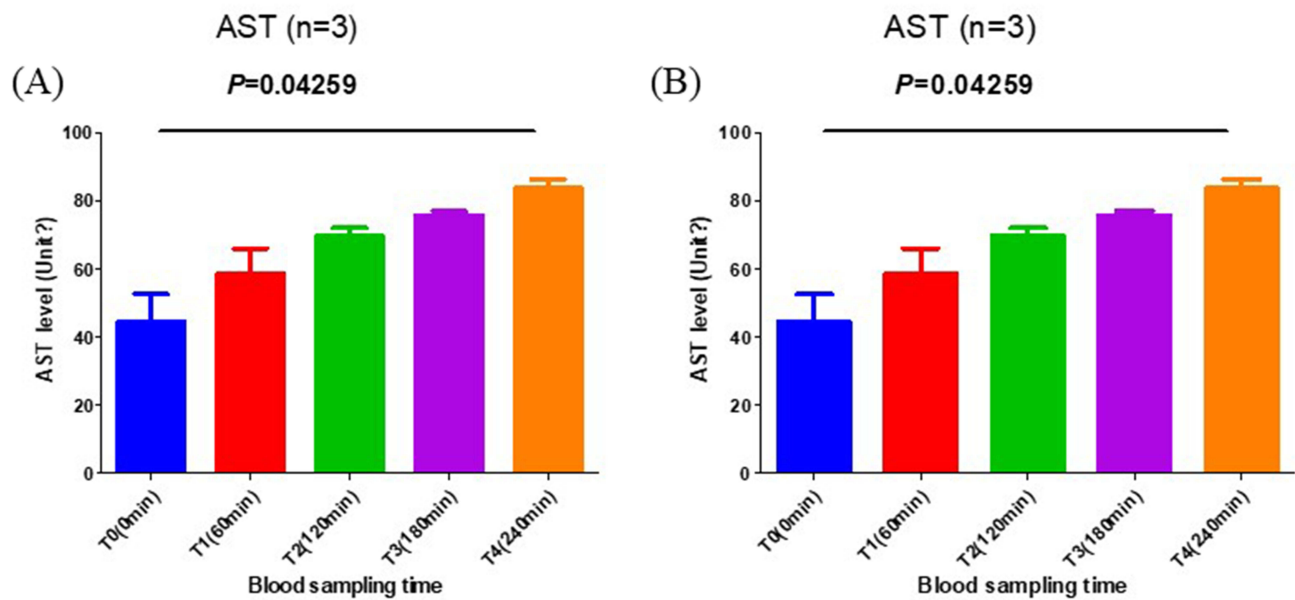 AST (n=3)
(A)
P=0.04259
100
80
60
40
20
0
AST level (Unit?)
T0(0min)
T1(60min)
T2(120min)
T3(180min)
T4(240min)
Blood sampling time
AST (n=3)
(B)
P=0.04259
100
80
60
40
20
0
AST level (Unit?)
T0(0min)
T1(60min)
T2(120min)
T3(180min)
T4(240min)
Blood sampling time